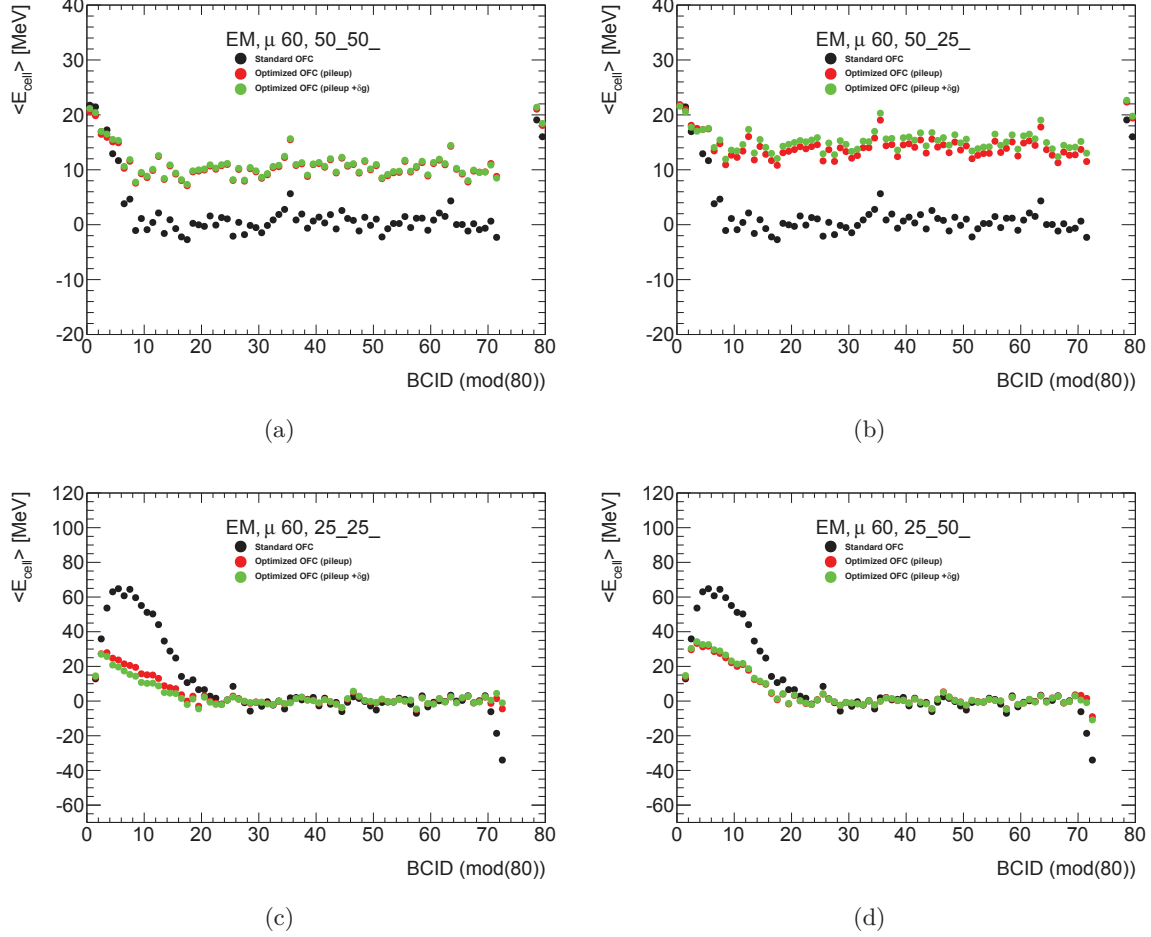 <E_cell> [MeV]
40
30
20
10
0
-10
-20
EM, μ 60, 50_50_
Standard OFC
Optimized OFC (pileup)
Optimized OFC (pileup +δg)
0 10 20 30 40 50 60 70 80
BCID (mod(80))
(a)
<E_cell> [MeV]
40
30
20
10
0
-10
-20
EM, μ 60, 50_25_
Standard OFC
Optimized OFC (pileup)
Optimized OFC (pileup +δg)
0 10 20 30 40 50 60 70 80
BCID (mod(80))
(b)
<E_cell> [MeV]
120
100
80
60
40
20
0
-20
-40
-60
EM, μ 60, 25_25_
Standard OFC
Optimized OFC (pileup)
Optimized OFC (pileup +δg)
0 10 20 30 40 50 60 70 80
BCID (mod(80))
(c)
<E_cell> [MeV]
120
100
80
60
40
20
0
-20
-40
-60
EM, μ 60, 25_50_
Standard OFC
Optimized OFC (pileup)
Optimized OFC (pileup +δg)
0 10 20 30 40 50 60 70 80
BCID (mod(80))
(d)